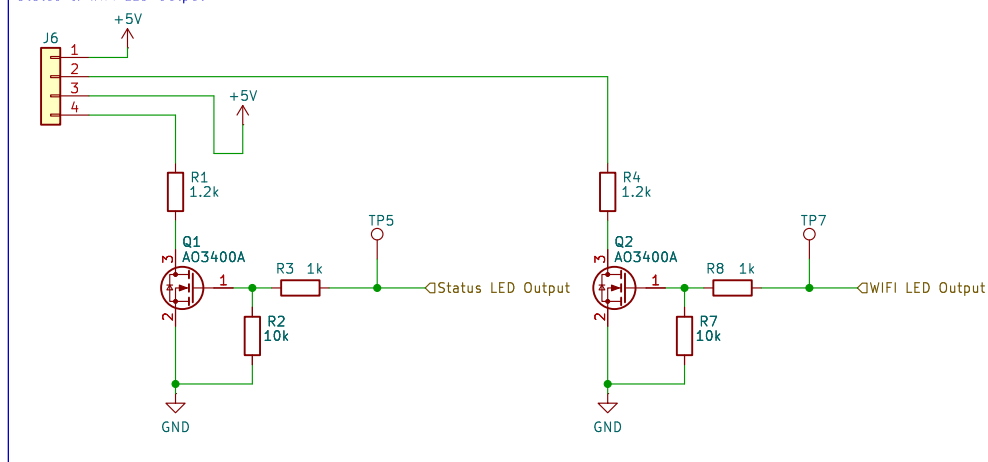 +5V
J6
1
2
3
4
+5V
R1
1.2k
R4
1.2k
TP5
TP7
Q1
AO3400A
Q2
AO3400A
3
1
2
R3 1k
Status LED Output
3
1
2
R8 1k
WIFI LED Output
R2
10k
R7
10k
GND
GND